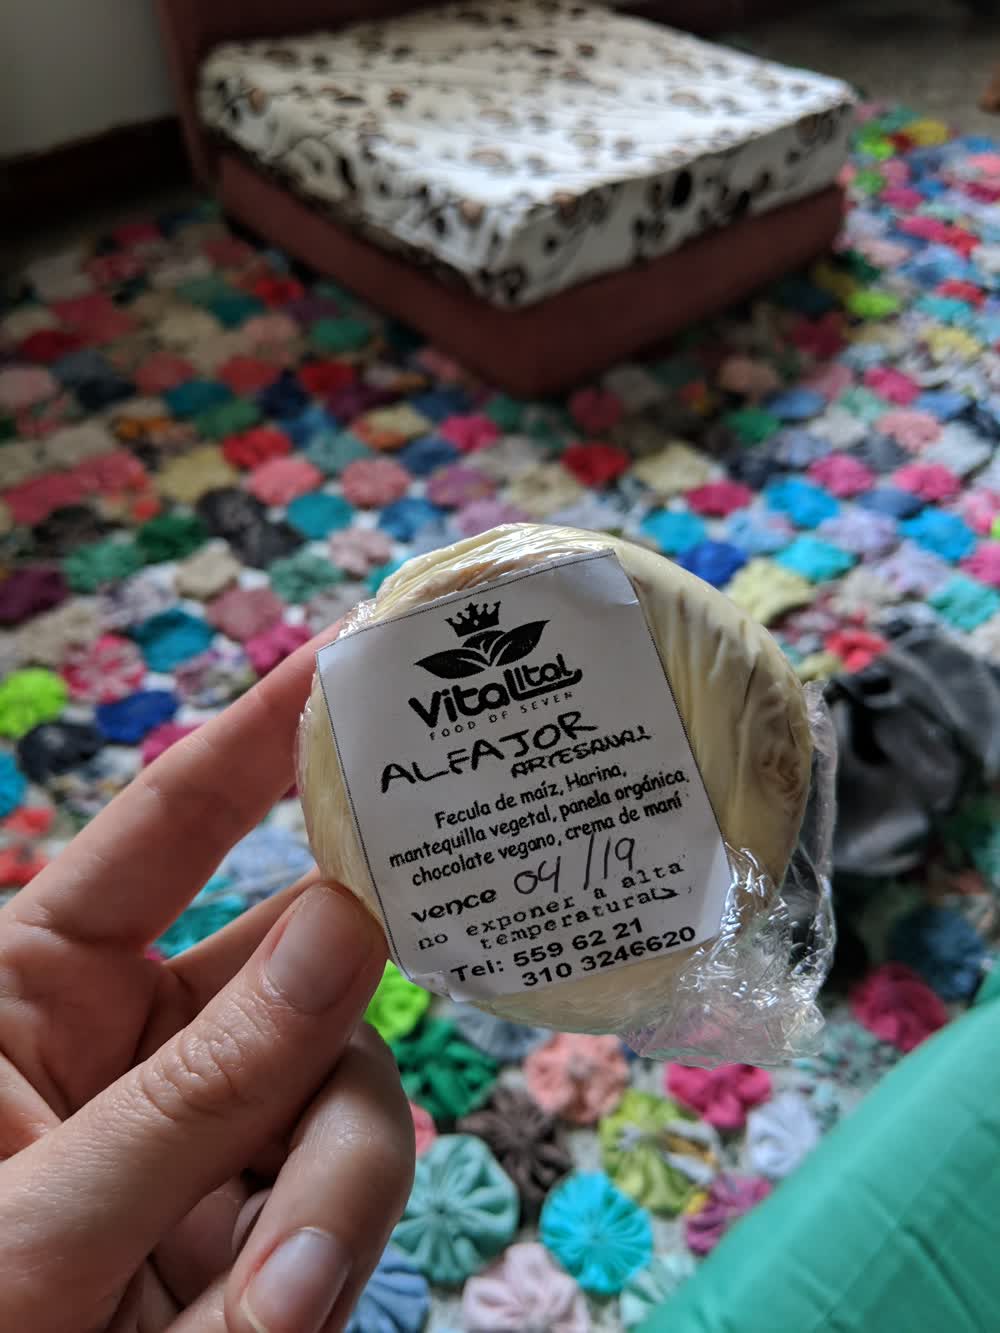 VitalItal
FOOD OF SEVEN
ALFAJOR
ARTESANAL
Fecula de maíz, Harina,
mantequilla vegetal, panela orgánica
chocolate vegano, crema de maní
vence 04/19
no exponer a alta
temperaturas,
Tel: 559 62 21
310 3246620